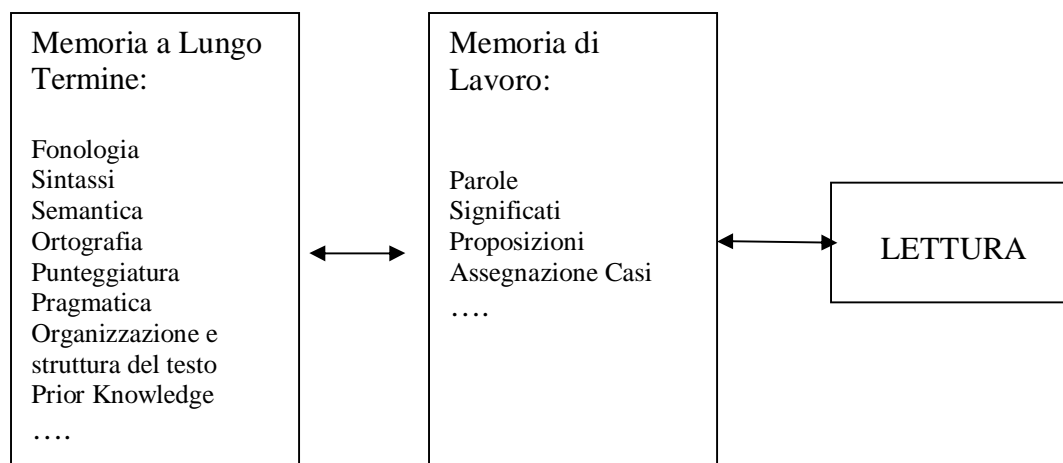 Memoria a Lungo
Termine:
Fonologia
Sintassi
Semantica
Ortografia
Punteggiatura
Pragmatica
Organizzazione e
struttura del testo
Prior Knowledge
….
Memoria di
Lavoro:
Parole
Significati
Proposizioni
Assegnazione Casi
….
LETTURA